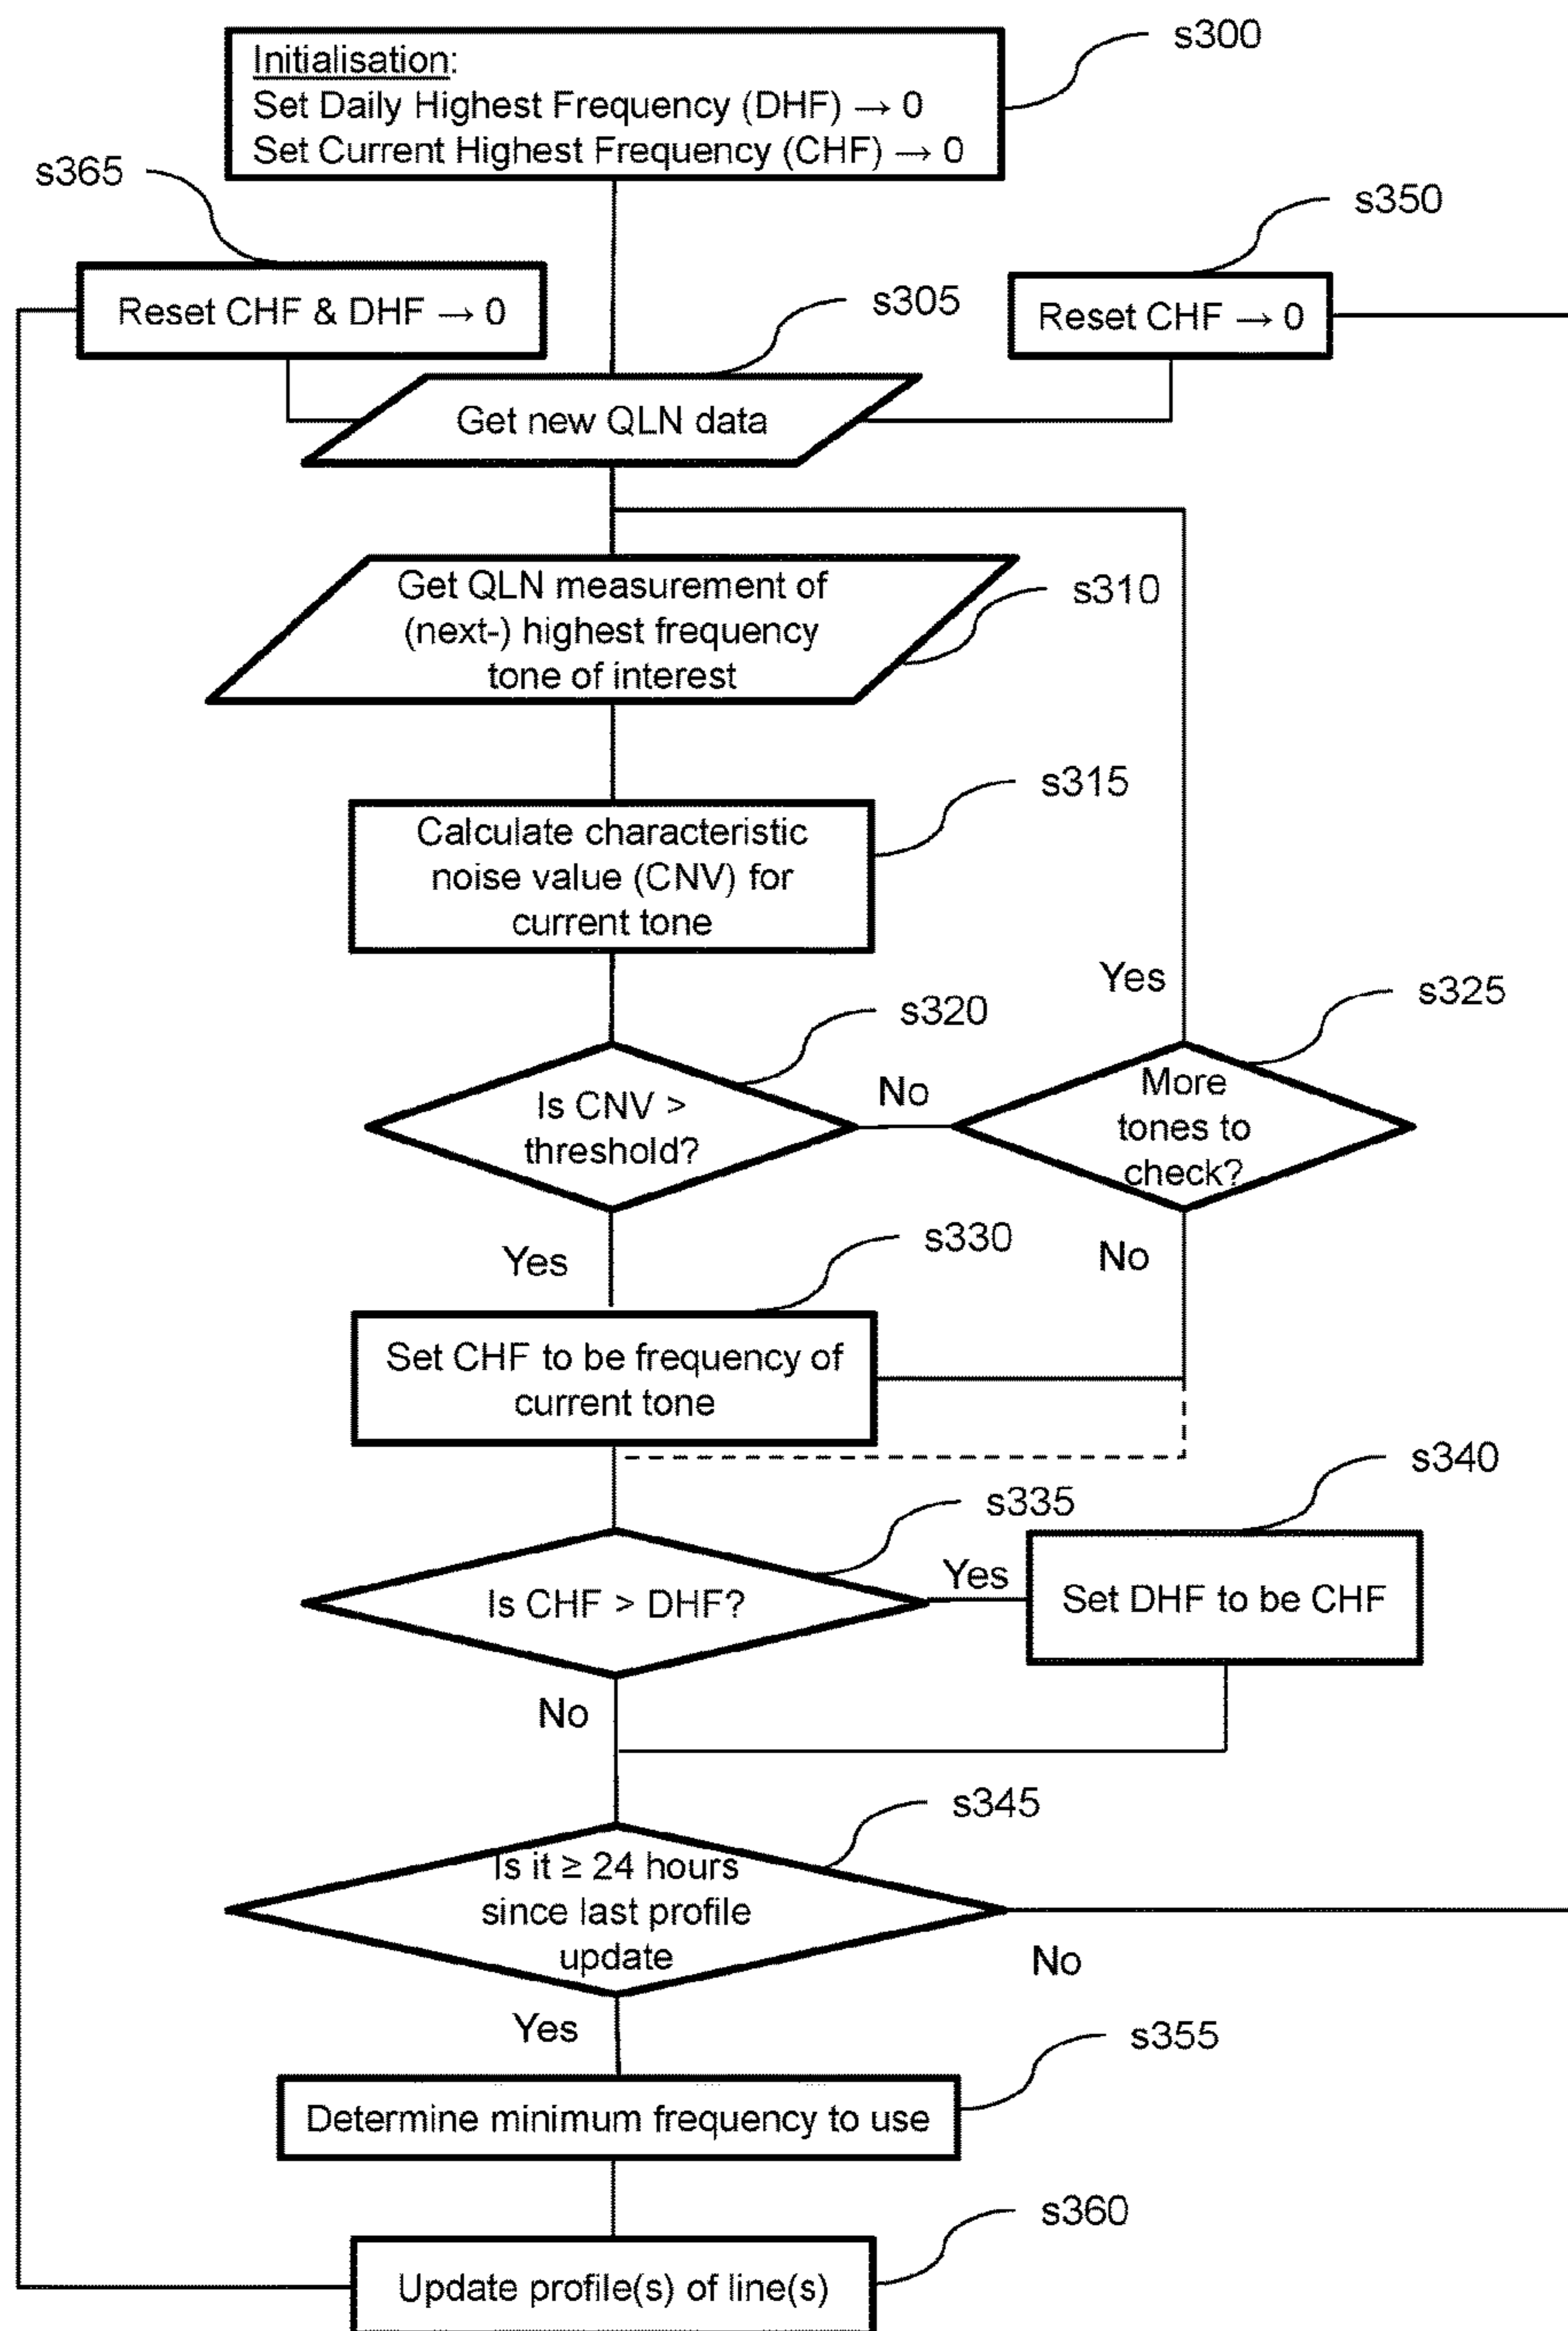 s300
Initialisation:
Set Daily Highest Frequency (DHF) → 0
Set Current Highest Frequency (CHF) → 0
s365
s350
Reset CHF & DHF → 0
s305
Reset CHF → 0
Get new QLN data
Get QLN measurement of
(next-) highest frequency
tone of interest
s310
s315
Calculate characteristic
noise value (CNV) for
current tone
Yes
s325
s320
Is CNV >
threshold?
No
More
tones to
check?
Yes
s330
No
Set CHF to be frequency of
current tone
s340
s335
Is CHF > DHF?
Yes
Set DHF to be CHF
No
s345
Is it ≥ 24 hours
since last profile
update
No
Yes
s355
Determine minimum frequency to use
s360
Update profile(s) of line(s)